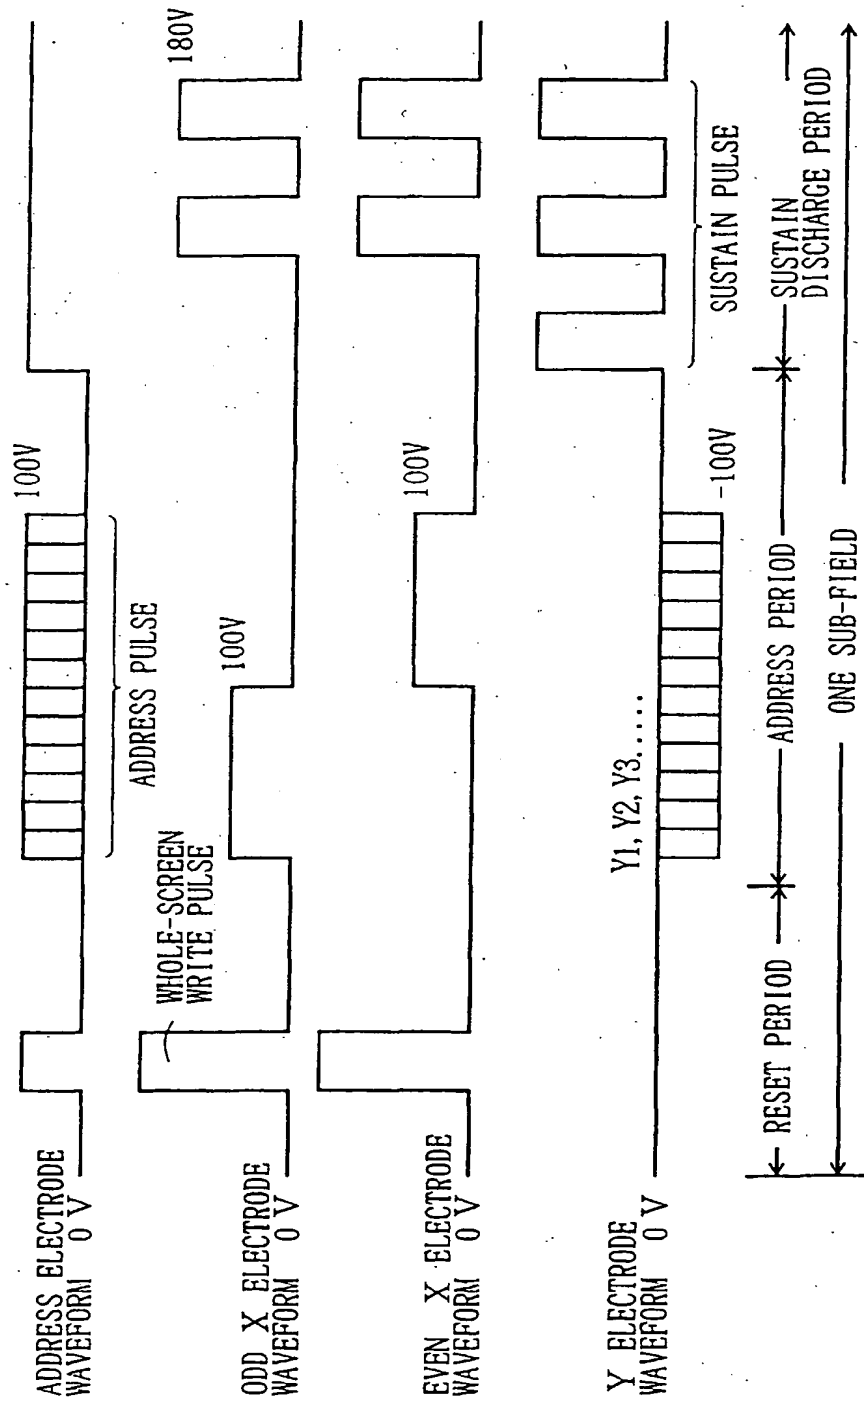 ADDRESS ELECTRODE
WAVEFORM 0 V
100V
ADDRESS PULSE
WHOLE-SCREEN
WRITE PULSE
ODD X ELECTRODE
WAVEFORM 0 V
100V
180V
EVEN X ELECTRODE
WAVEFORM 0 V
100V
Y ELECTRODE
WAVEFORM 0 V
Y1, Y2, Y3......
-100V
SUSTAIN PULSE
RESET PERIOD
ADDRESS PERIOD
SUSTAIN
DISCHARGE PERIOD
ONE SUB-FIELD